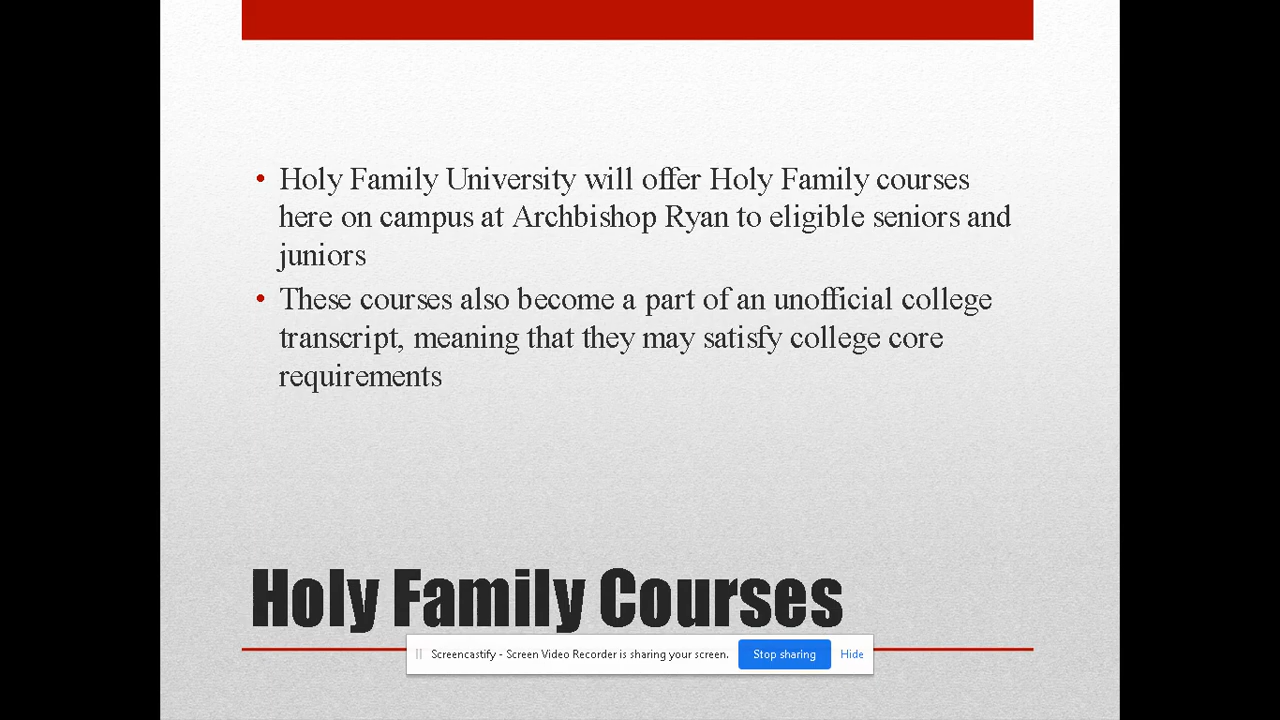 • Holy Family University will offer Holy Family courses
here on campus at Archbishop Ryan to eligible seniors and
juniors
• These courses also become a part of an unofficial college
transcript, meaning that they may satisfy college core
requirements
Holy Family Courses
Screencastify - Screen Video Recorder is sharing your screen. Stop sharing Hide